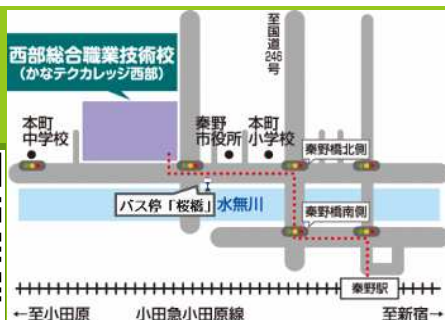 西部総合職業技術校
(かなテクカレッジ西部)
至国道246号
本町
中学校
秦野
市役所
本町
小学校
秦野橋北側
バス停「桜橋」
水無川
秦野橋南側
秦野駅
←至小田原
小田急小田原線
至新宿→